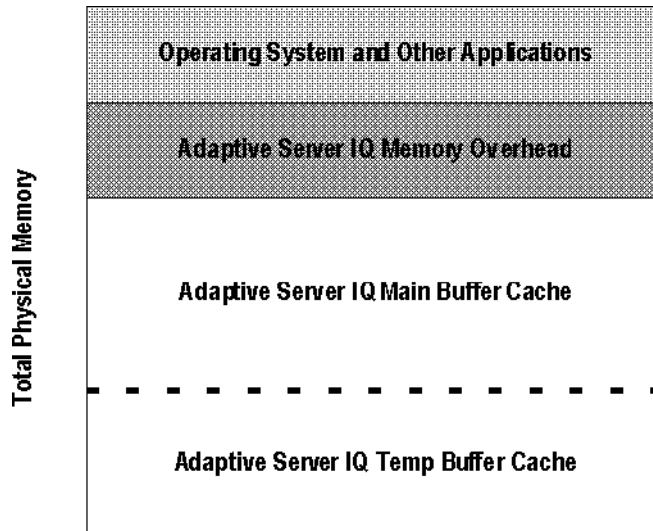 Operating System and Other Applications
Adaptive Server IQ Memory Overhead
Total Physical Memory
Adaptive Server IQ Main Buffer Cache
Adaptive Server IQ Temp Buffer Cache